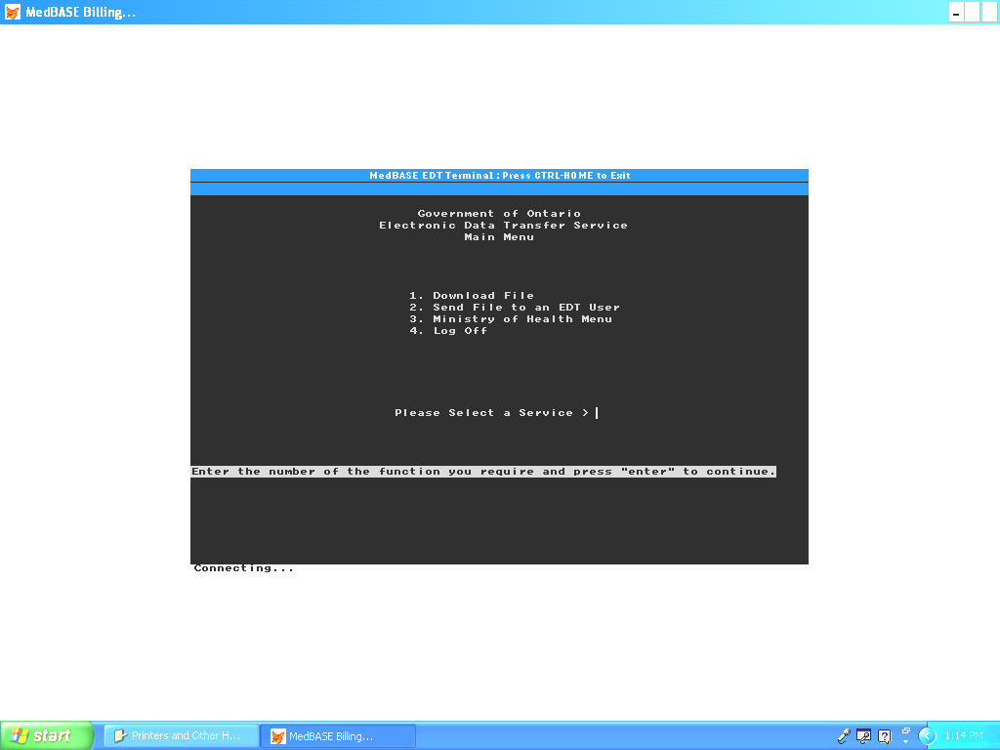 MedBASE Billing...
MedBASE EDT Terminal : Press CTRL-HOME to Exit
Government of Ontario
Electronic Data Transfer Service
Main Menu
1. Download File
2. Send File to an EDT User
3. Ministry of Health Menu
4. Log Off
Please Select a Service >
Enter the number of the function you require and press "enter" to continue.
Connecting...
start
Printers and Other H...
MedBASE Billing...
1:14 PM